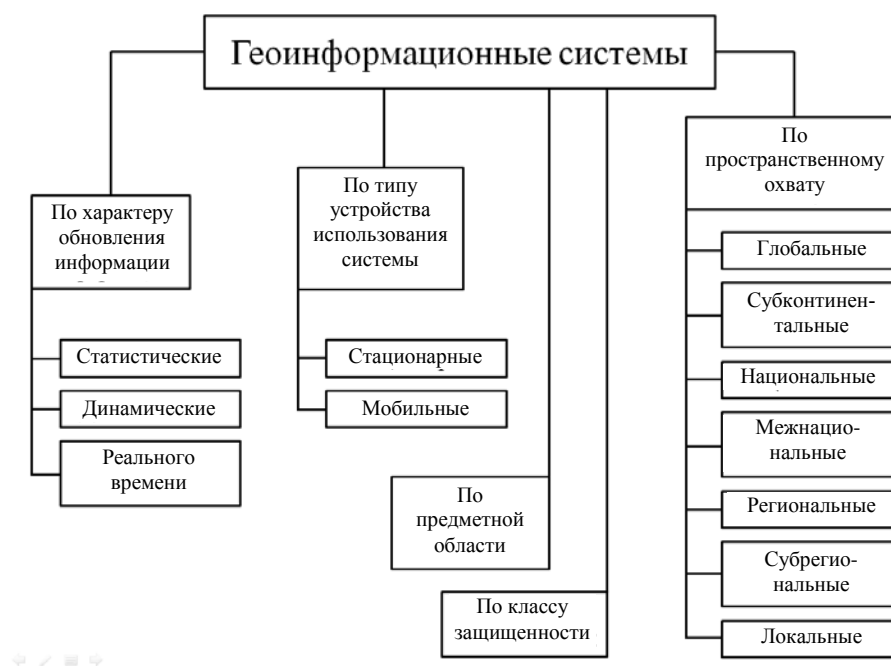 Геоинформационные системы
По характеру
обновления
информации
Статистические
Динамические
Реального
времени
По типу
устройства
использования
системы
Стационарные
Мобильные
По
предметной
области
По классу
защищенности
По
пространственному
охвату
Глобальные
Субконтинен-
тальные
Национальные
Межнацио-
нальные
Региональные
Субрегио-
нальные
Локальные